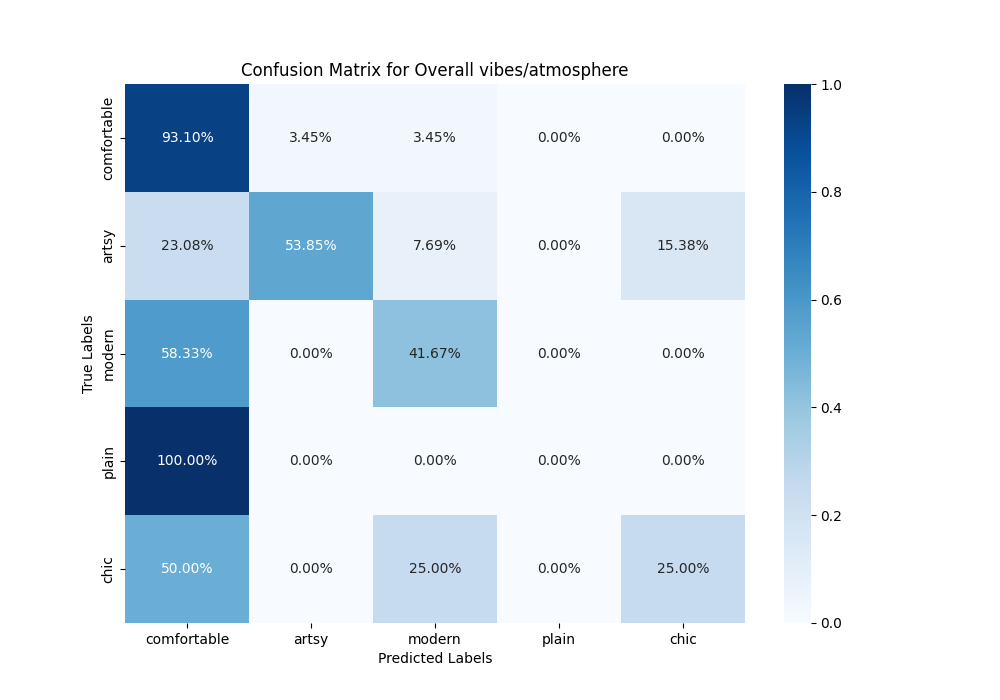 Confusion Matrix for Overall vibes/atmosphere
True Labels
comfortable 93.10% 3.45% 3.45% 0.00% 0.00%
artsy 23.08% 53.85% 7.69% 0.00% 15.38%
modern 58.33% 0.00% 41.67% 0.00% 0.00%
plain 100.00% 0.00% 0.00% 0.00% 0.00%
chic 50.00% 0.00% 25.00% 0.00% 25.00%
comfortable artsy modern plain chic
Predicted Labels
1.0
0.8
0.6
0.4
0.2
0.0